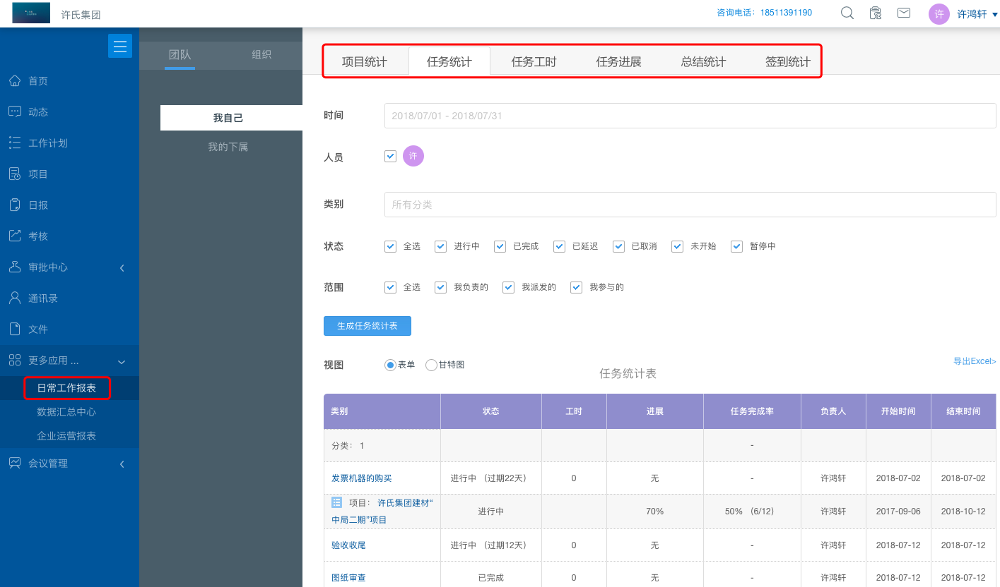 许氏集团
咨询电话：18511391190
许
许鸿轩
团队
组织
项目统计
任务统计
任务工时
任务进展
总结统计
签到统计
首页
动态
工作计划
项目
日报
考核
审批中心
通讯录
文件
更多应用 ...
日常工作报表
数据汇总中心
企业运营报表
会议管理
我自己
我的下属
时间
2018/07/01 - 2018/07/31
人员
许
类别
所有分类
状态
全选
进行中
已完成
已延迟
已取消
未开始
暂停中
范围
全选
我负责的
我派发的
我参与的
生成任务统计表
视图
表单
甘特图
导出Excel>
任务统计表
类别 状态 工时 进展 任务完成率 负责人 开始时间 结束时间
分类： 1 -
发票机器的购买 进行中 （过期22天） 0 无 - 许鸿轩 2018-07-02 2018-07-02
项目： 许氏集团建材“
中局二期”项目
进行中 70% 50% （6/12） 许鸿轩 2017-09-06 2018-10-12
验收收尾 进行中 （过期12天） 0 无 - 许鸿轩 2018-07-12 2018-07-12
图纸审查 已完成 0 无 - 许鸿轩 2018-07-12 2018-07-12